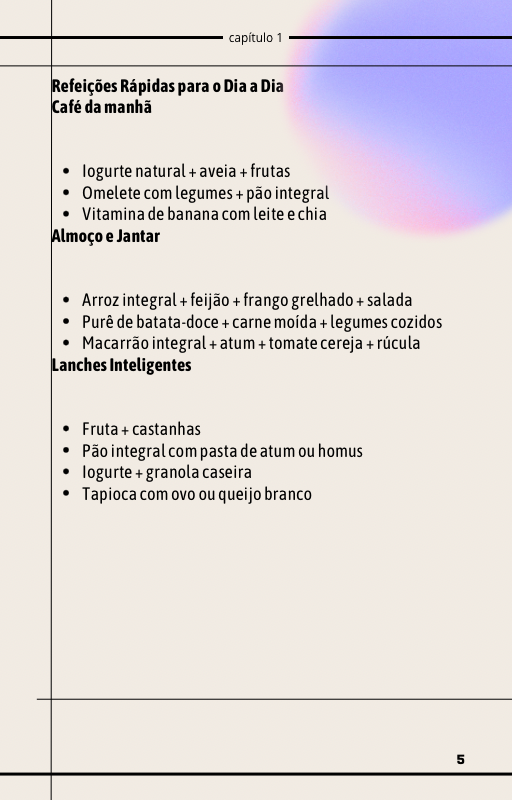 capítulo 1
Refeições Rápidas para o Dia a Dia
Café da manhã
• Iogurte natural + aveia + frutas
• Omelete com legumes + pão integral
• Vitamina de banana com leite e chia
Almoço e Jantar
• Arroz integral + feijão + frango grelhado + salada
• Purê de batata-doce + carne moída + legumes cozidos
• Macarrão integral + atum + tomate cereja + rúcula
Lanches Inteligentes
• Fruta + castanhas
• Pão integral com pasta de atum ou homus
• Iogurte + granola caseira
• Tapioca com ovo ou queijo branco
5